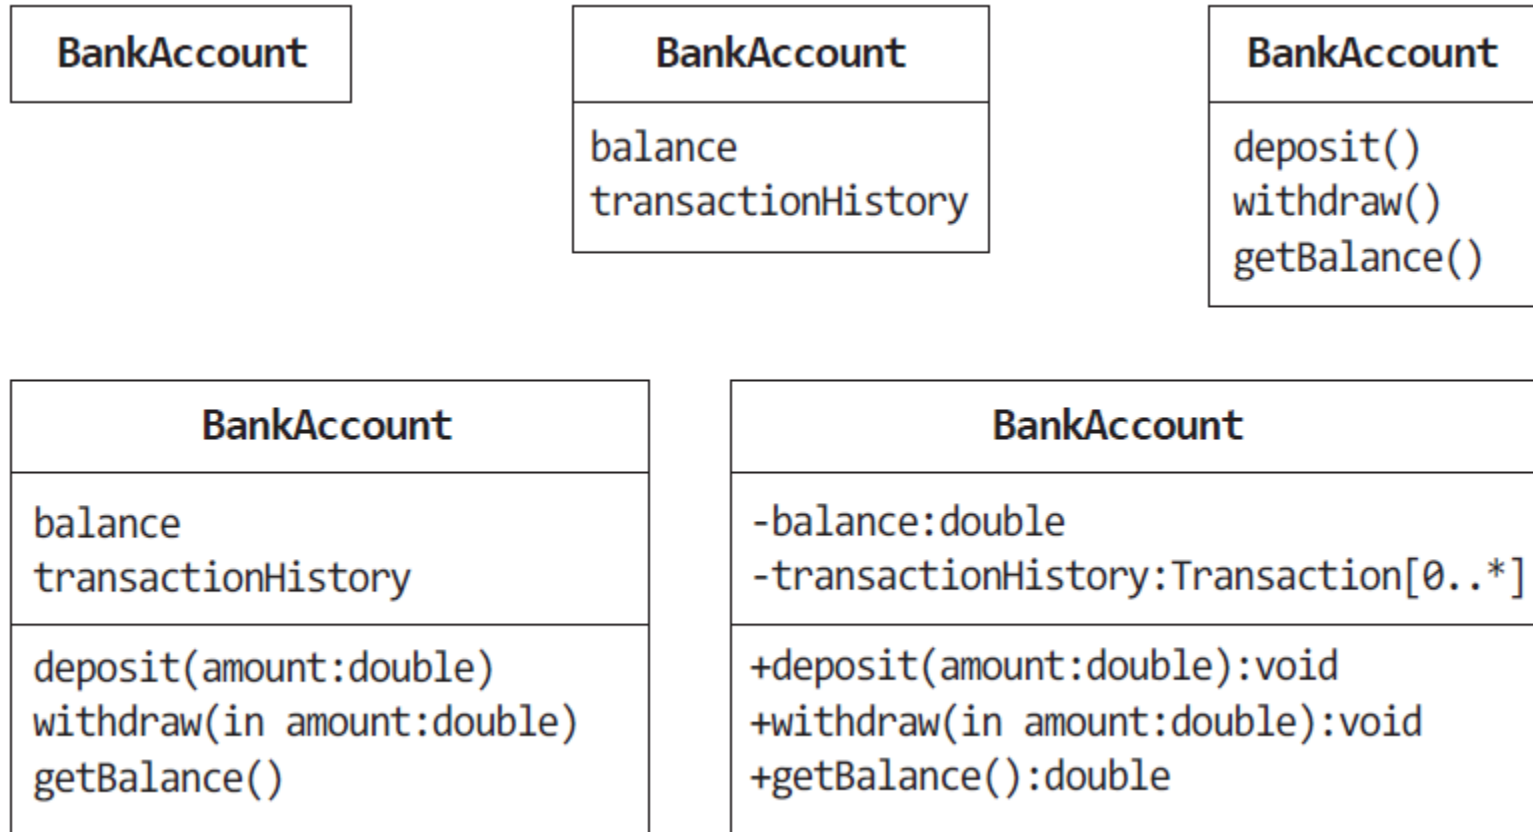 BankAccount
BankAccount
balance
transactionHistory
BankAccount
deposit()
withdraw()
getBalance()
BankAccount
balance
transactionHistory
deposit(amount:double)
withdraw(in amount:double)
getBalance()
BankAccount
-balance:double
-transactionHistory:Transaction[0..*]
+deposit(amount:double):void
+withdraw(in amount:double):void
+getBalance():double